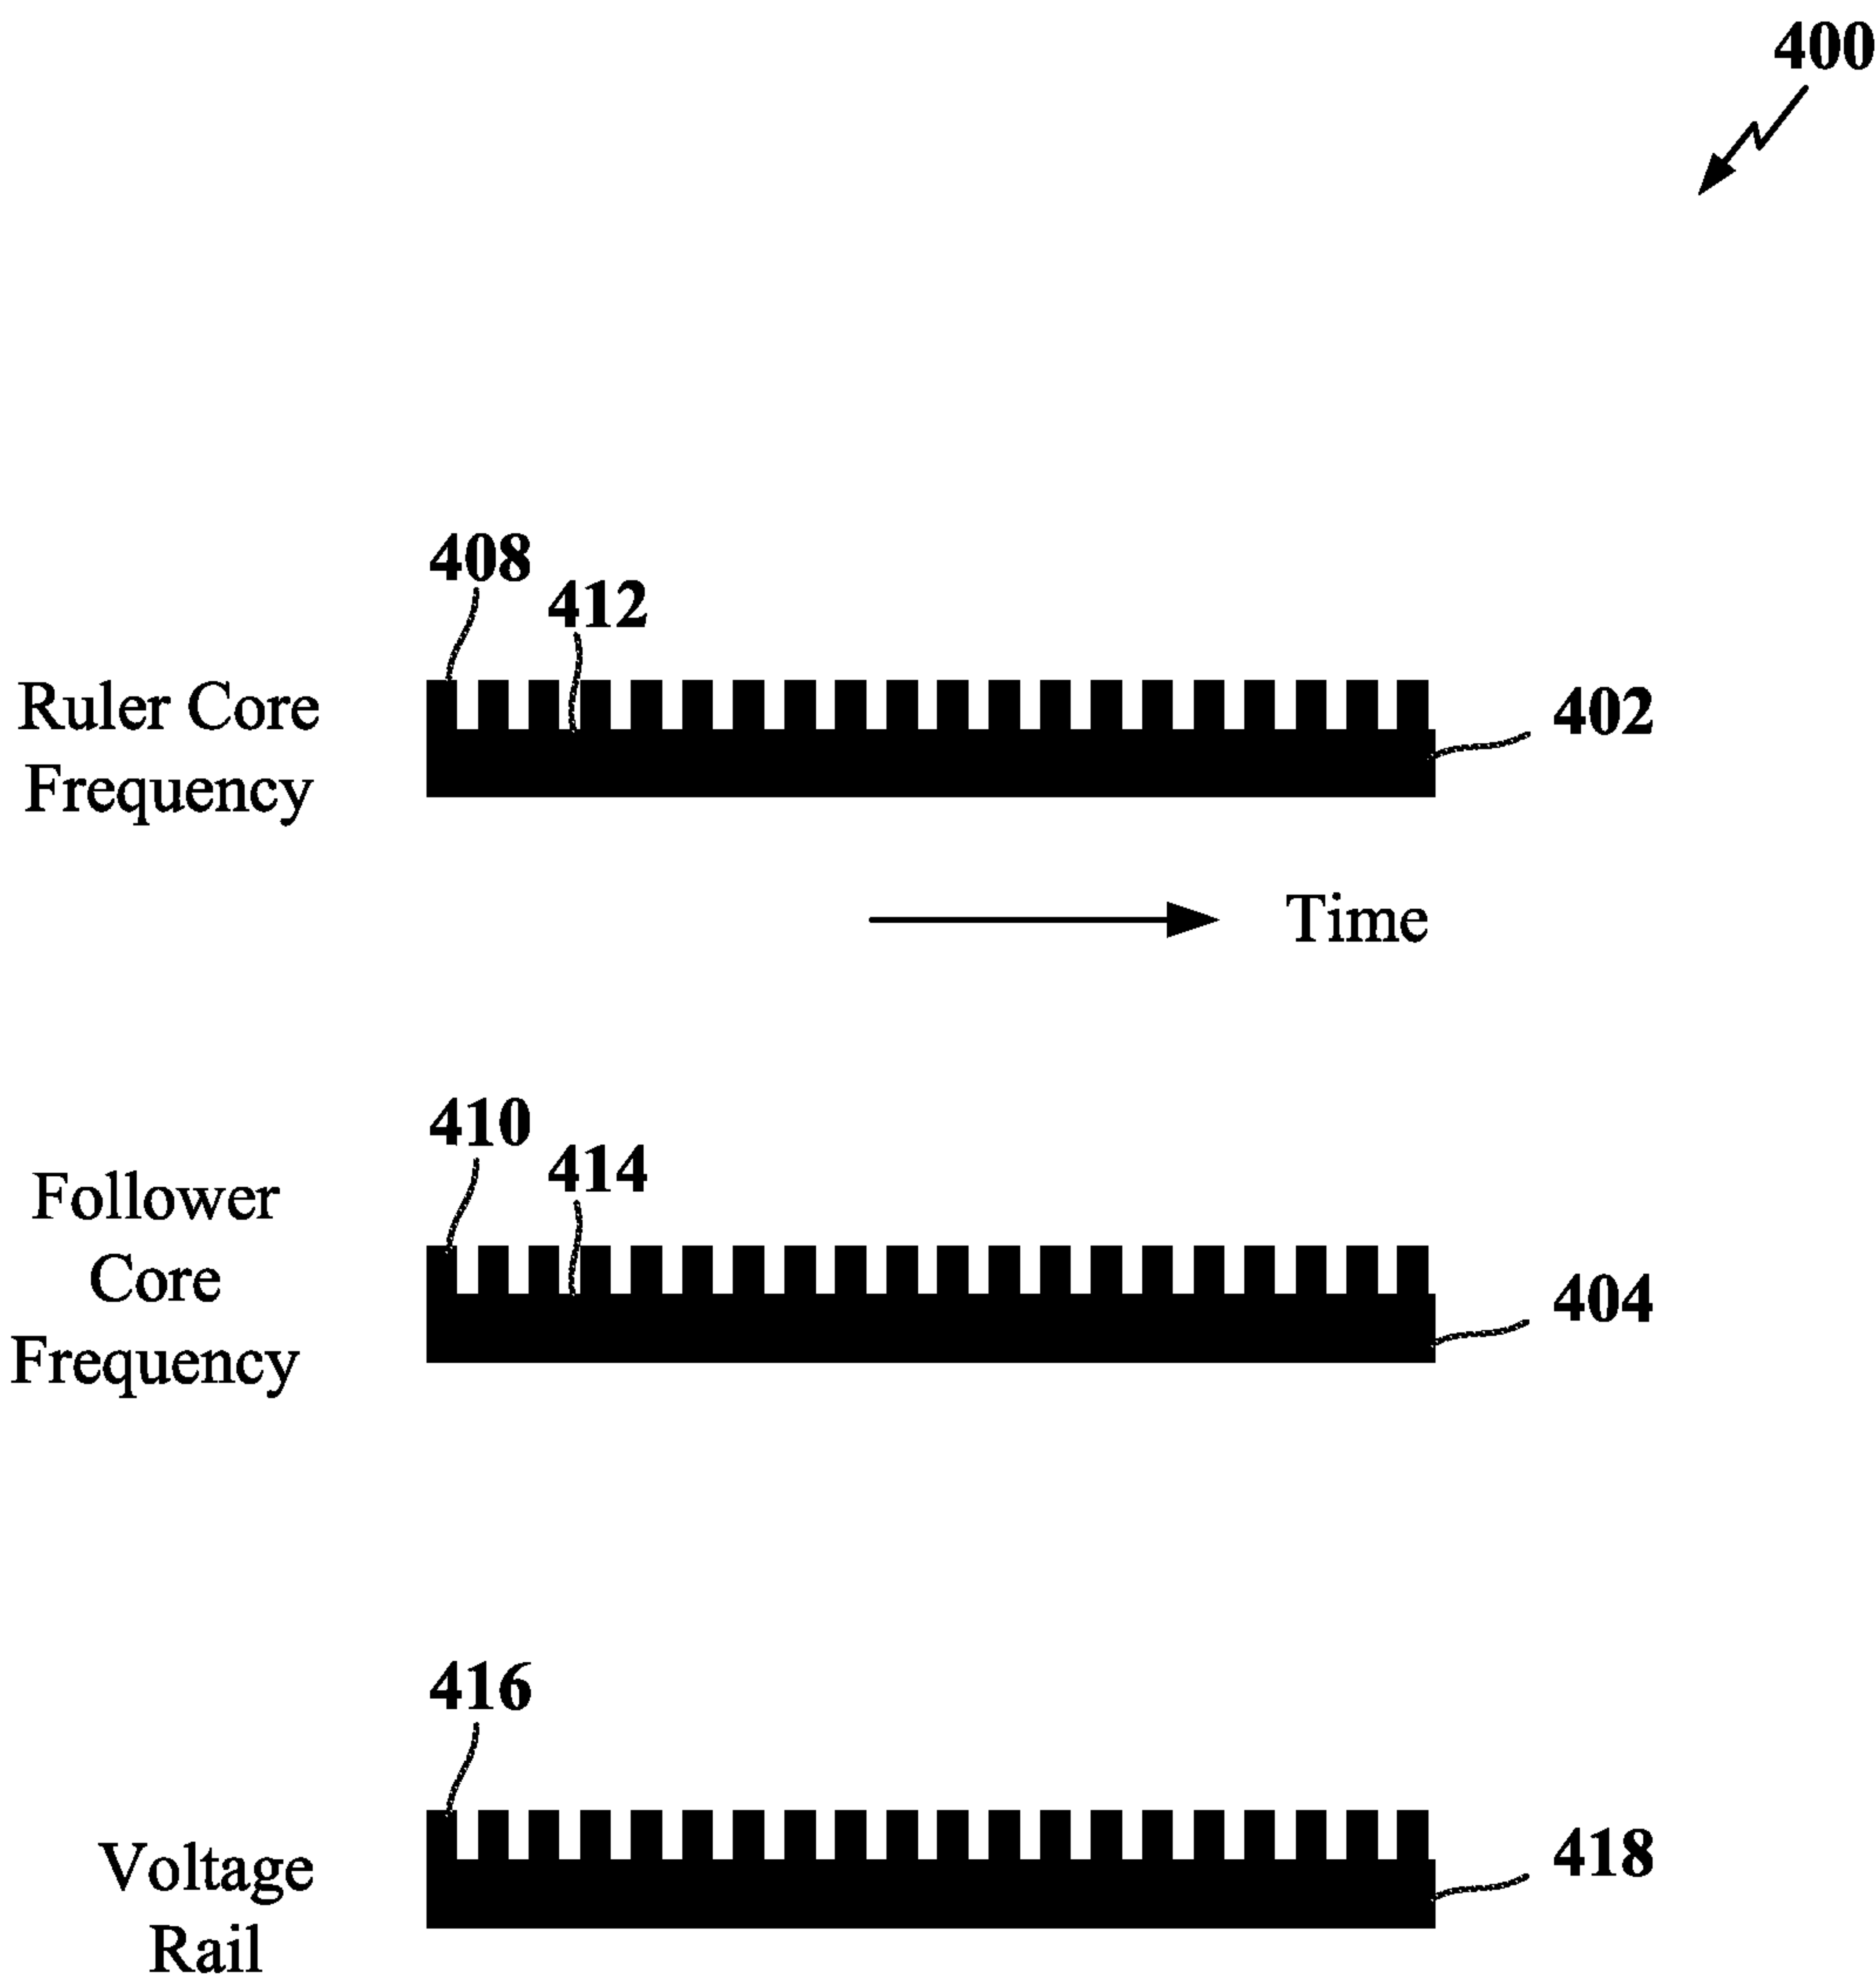 400
408
412
Ruler Core
Frequency
402
Time
410
414
Follower
Core
Frequency
404
416
Voltage
Rail
418